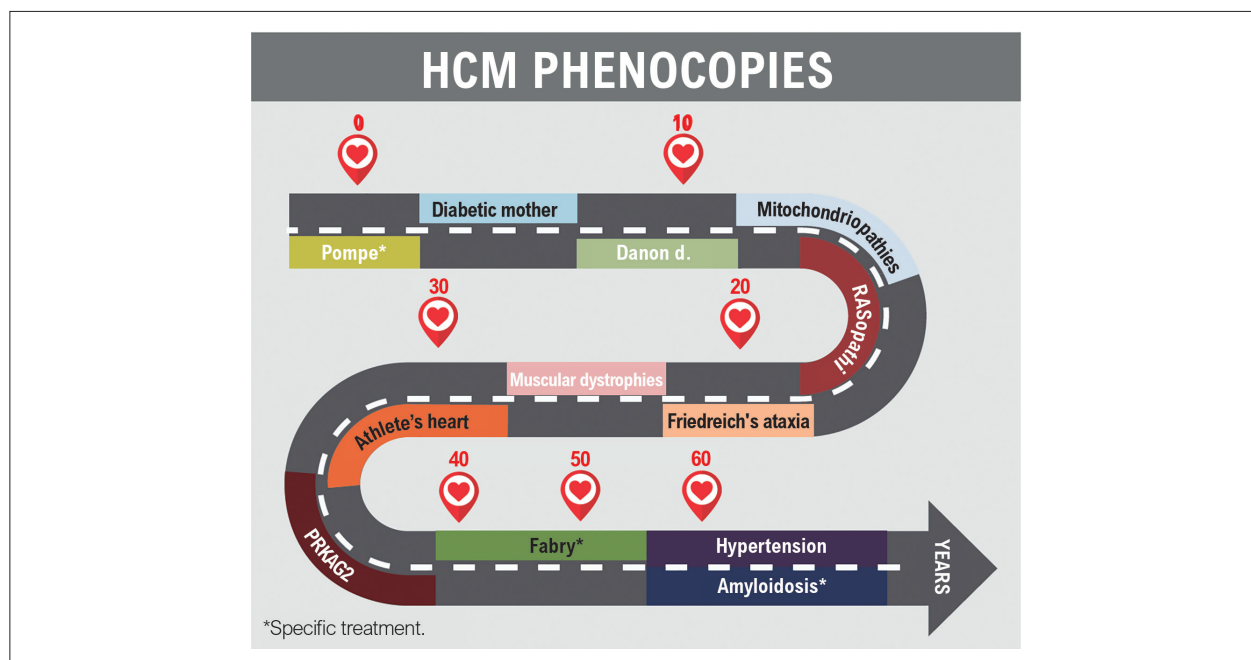 HCM PHENOCOPIES
0
10
Diabetic mother
Mitochondriopathies
Pompe*
Danon d.
RASopathi
30
20
Muscular dystrophies
Athlete's heart
Friedreich's ataxia
40
50
60
PRKAG2
Fabry*
Hypertension
Amyloidosis*
YEARS
*Specific treatment.